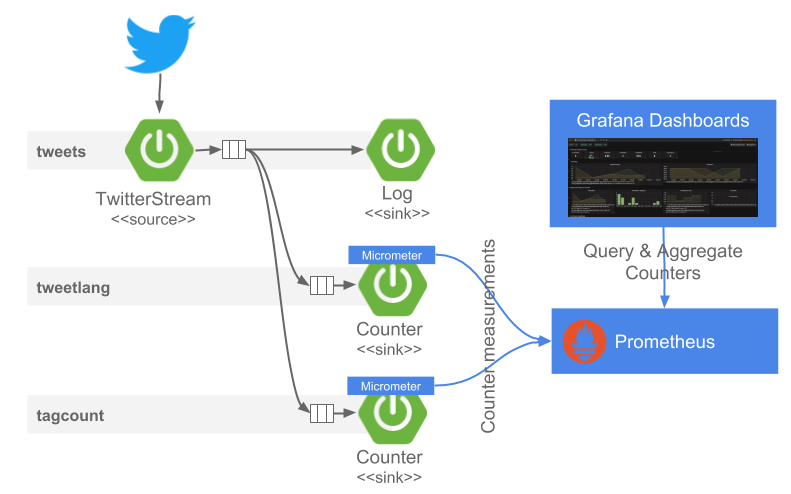 Grafana Dashboards
tweets
TwitterStream
<<source>>
Log
<<sink>>
Query & Aggregate
Counters
Micrometer
tweetlang
Counter
<<sink>>
Counter measurements
Prometheus
Micrometer
tagcount
Counter
<<sink>>